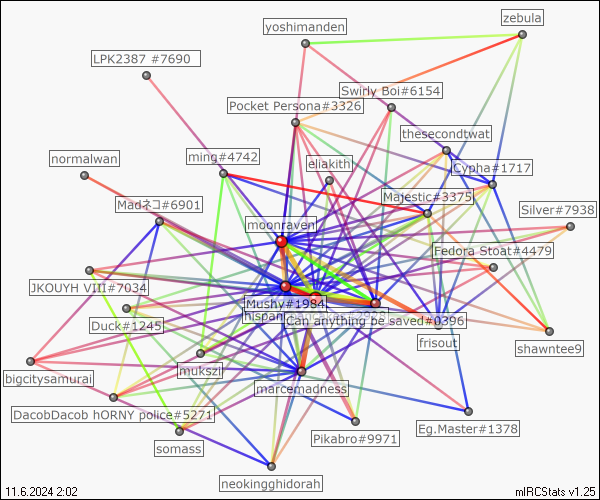 yoshimanden
zebula
LPK2387 #7690
Swirly Boi#6154
Pocket Persona#3326
thesecondtwat
normalwan
ming#4742
eliakith
Cypha#1717
Majestic#3375
Madネコ#6901
Silver#7938
moonraven
Fedora Stoat#4479
JKOUYH VIII#7034
Mushy#1984
Can anything be saved#0396
Duck#1245
frisout
shawntee9
mukszi
bigcitysamurai
marcemadness
DacobDacob hORNY police#5271
Eg.Master#1378
somass
Pikabro#9971
neokingghidorah
11.6.2024 2:02
mIRCStats v1.25